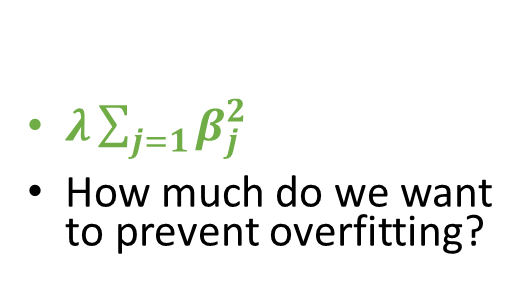 • λ∑ⱼ₌₁ βⱼ²
• How much do we want
to prevent overfitting?